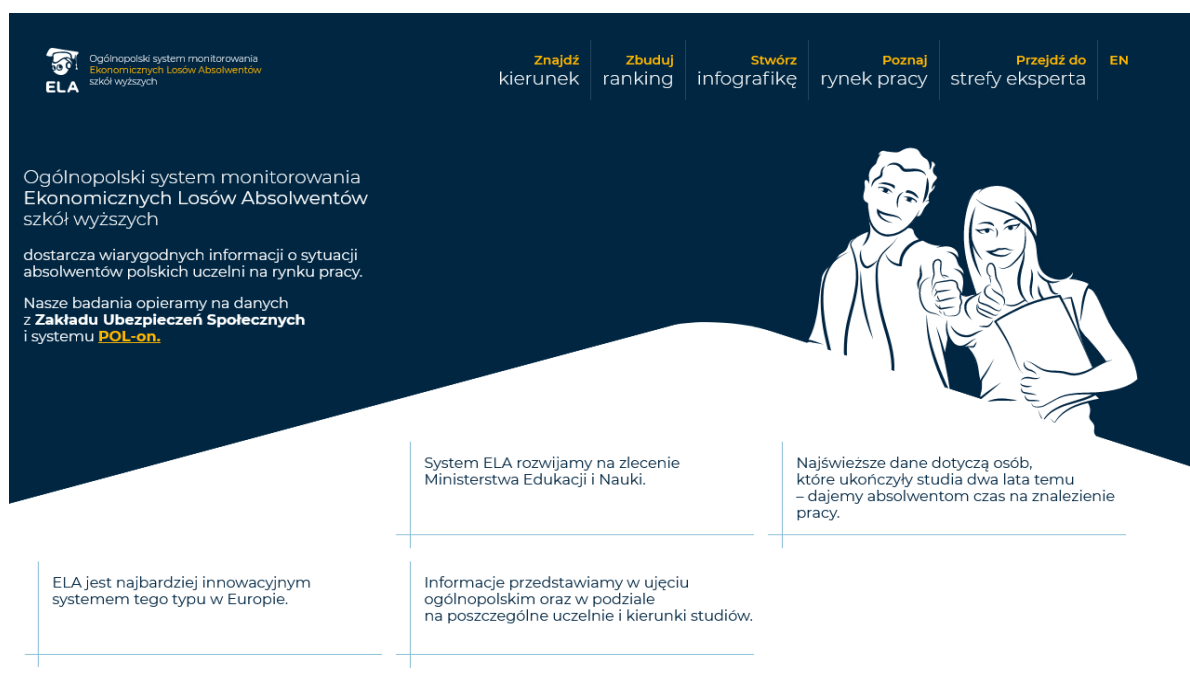 Ogólnopolski system monitorowania
Ekonomicznych Losów Absolwentów
szkół wyższych
ELA
Znajdź
kierunek
Zbuduj
ranking
Stwórz
infografikę
Poznaj
rynek pracy
Przejdź do
strefy eksperta
EN
Ogólnopolski system monitorowania
Ekonomicznych Losów Absolwentów
szkół wyższych
dostarcza wiarygodnych informacji o sytuacji
absolwentów polskich uczelni na rynku pracy.
Nasze badania opieramy na danych
z Zakładu Ubezpieczeń Społecznych
i systemu POL-on.
System ELA rozwijamy na zlecenie
Ministerstwa Edukacji i Nauki.
Najświeższe dane dotyczą osób,
które ukończyły studia dwa lata temu
– dajemy absolwentom czas na znalezienie
pracy.
ELA jest najbardziej innowacyjnym
systemem tego typu w Europie.
Informacje przedstawiamy w ujęciu
ogólnopolskim oraz w podziale
na poszczególne uczelnie i kierunki studiów.